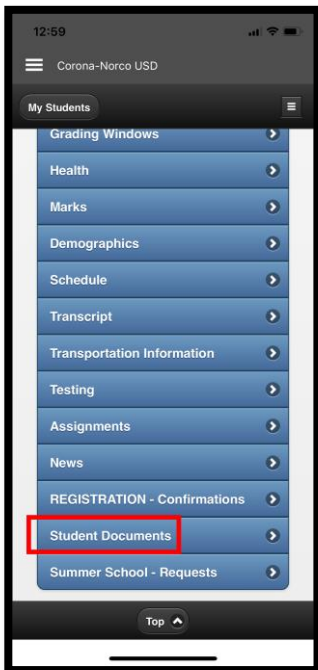 12:59
Corona-Norco USD
My Students
Grading Windows
Health
Marks
Demographics
Schedule
Transcript
Transportation Information
Testing
Assignments
News
REGISTRATION - Confirmations
Student Documents
Summer School - Requests
Top